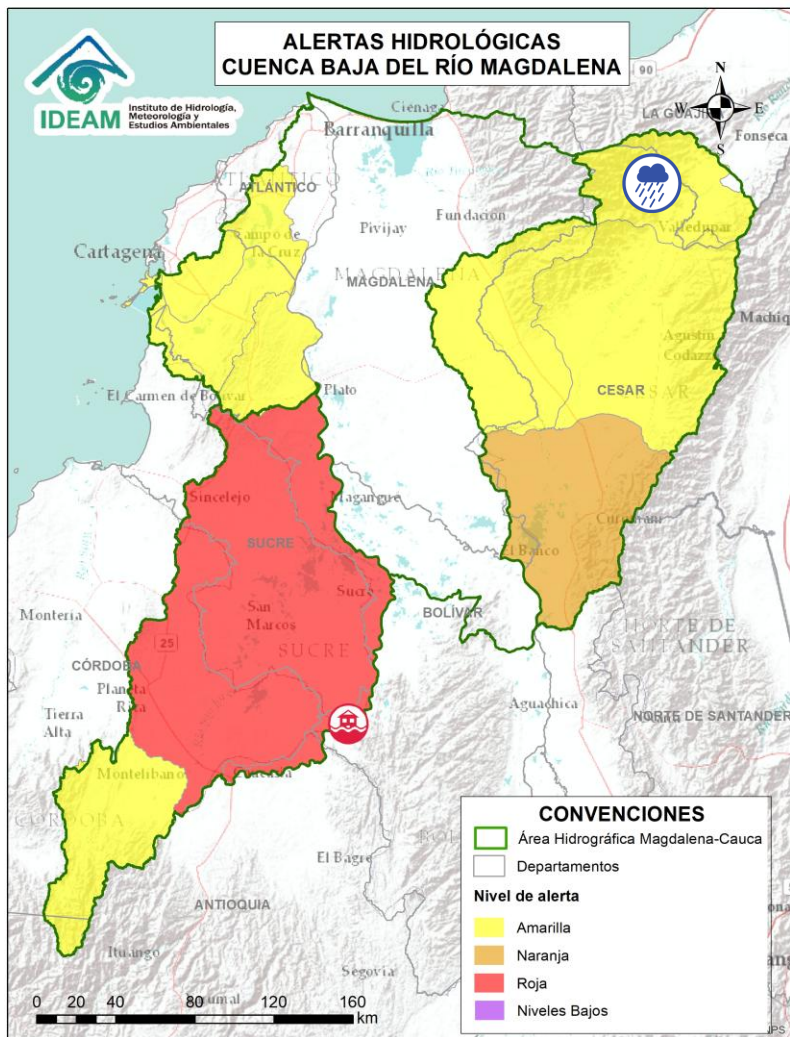 ALERTAS HIDROLÓGICAS
CUENCA BAJA DEL RÍO MAGDALENA
IDEAM
Instituto de Hidrología,
Meteorología y
Estudios Ambientales
90
N
W
E
S
LA GUAJIRA
Fonseca
Ciénaga
Barranquilla
ATLÁNTICO
Valledupar
Fundación
Pivijay
Campo de
la Cruz
Cartagena
MAGDALENA
MAGDALENA
Machiq
Agustín
Codazzi
CESAR
El Carmen de Bolívar
Plato
Sincelejo
Magangue
Curumaní
El Banco
SUCRE
Sucre
San
Marcos
BOLÍVAR
Montería
SUCRE
NORTE DE
SANTANDER
25
CÓRDOBA
Planeta
Rica
Tierra
Alta
Aguachica
NORTE DE SANTANDER
Montelíbano
CÓRDOBA
El Bagre
ANTIOQUIA
Ituango
Segovia
0 20 40 80 120 160
km
CONVENCIONES
Área Hidrográfica Magdalena-Cauca
Departamentos
Nivel de alerta
Amarilla
Naranja
Roja
Niveles Bajos